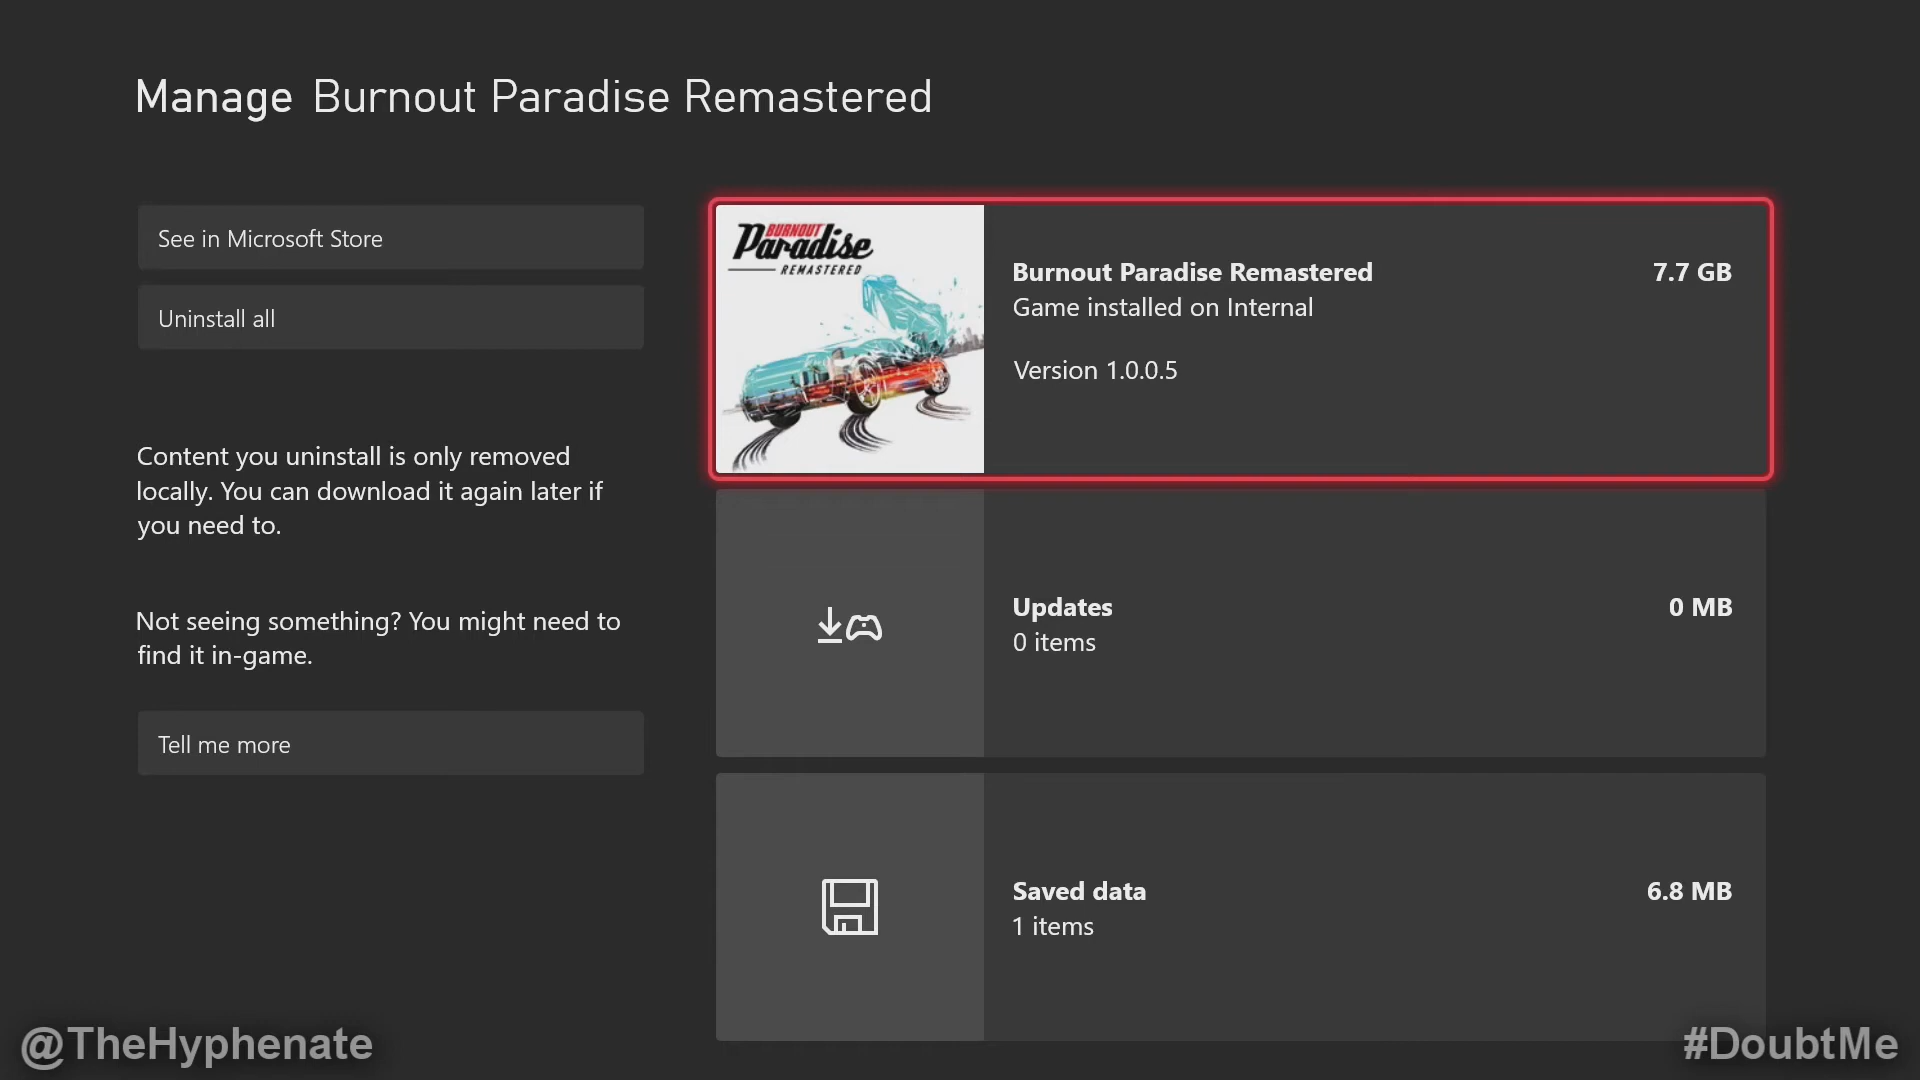 Manage Burnout Paradise Remastered
See in Microsoft Store
Uninstall all
Content you uninstall is only removed
locally. You can download it again later if
you need to.
Not seeing something? You might need to
find it in-game.
Tell me more
BURNOUT
Paradise
REMASTERED
Burnout Paradise Remastered 7.7 GB
Game installed on Internal
Version 1.0.0.5
Updates 0 MB
0 items
Saved data 6.8 MB
1 items
@TheHyphenate
#DoubtMe